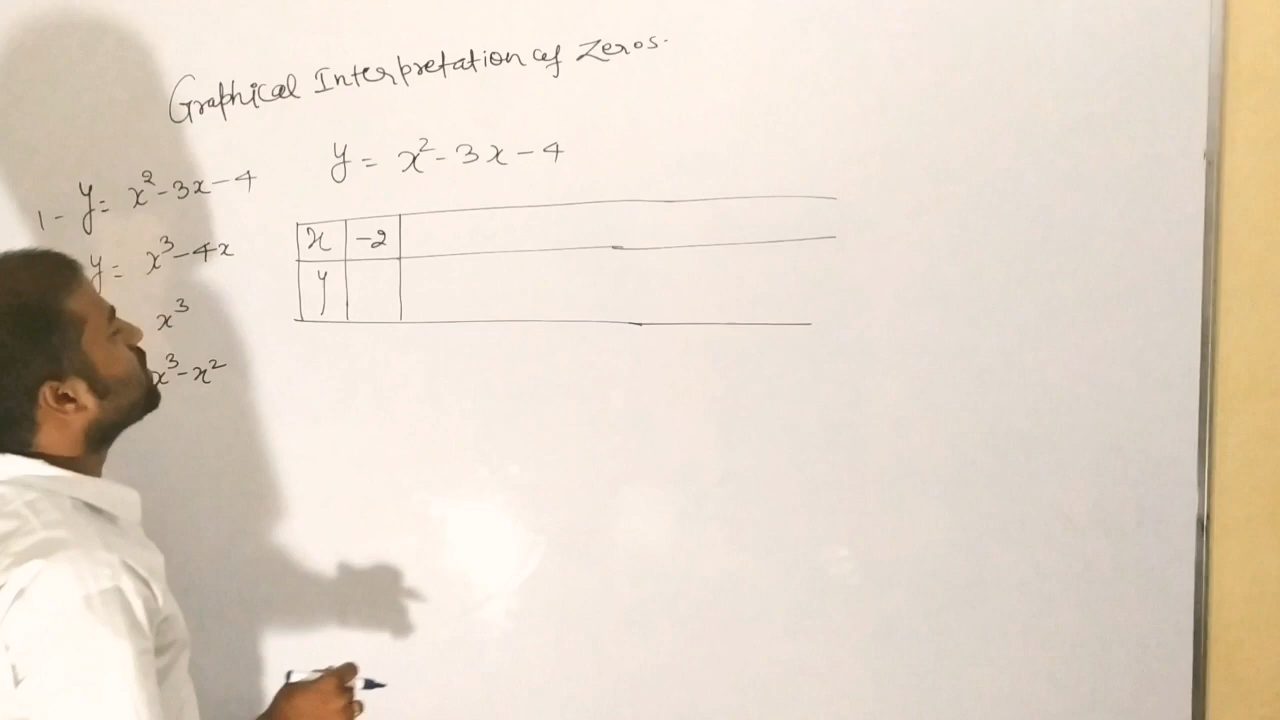 Graphical Interpretation of Zeros.
1- y = x² - 3x - 4
y = x³ - 4x
x³
x³ - x²
y = x² - 3x - 4
x -2
y